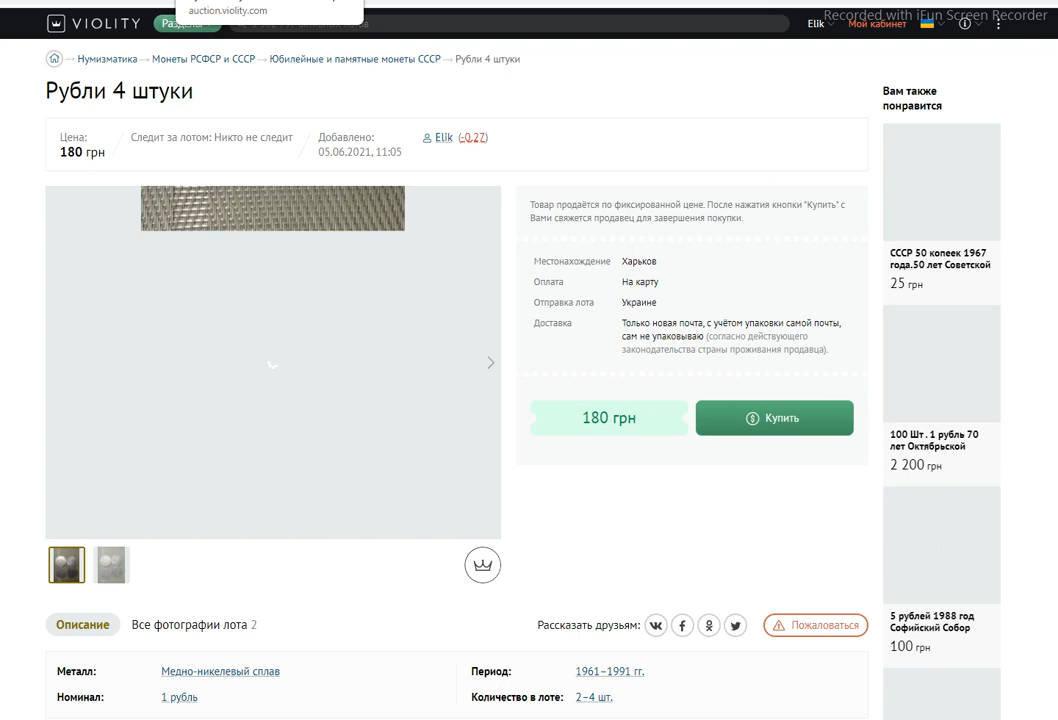 auction.violity.com
VIOLITY
Разделы
Elik
Мой кабинет
Recorded with iFun Screen Recorder
Нумизматика → Монеты РСФСР и СССР → Юбилейные и памятные монеты СССР → Рубли 4 штуки
Рубли 4 штуки
Цена:
180 грн
Следит за лотом: Никто не следит
Добавлено:
05.06.2021, 11:05
Elik (-0,27)
Товар продаётся по фиксированной цене. После нажатия кнопки "Купить" с
Вами свяжется продавец для завершения покупки.
Местонахождение Харьков
Оплата На карту
Отправка лота Украине
Доставка Только новая почта, с учётом упаковки самой почты,
сам не упаковываю (согласно действующего
законодательства страны проживания продавца).
180 грн
Купить
Описание
Все фотографии лота 2
Рассказать друзьям:
Пожаловаться
Металл: Медно-никелевый сплав
Период: 1961–1991 гг.
Номинал: 1 рубль
Количество в лоте: 2–4 шт.
Вам также
понравится
СССР 50 копеек 1967
года.50 лет Советской
25 грн
100 Шт . 1 рубль 70
лет Октябрьской
2 200 грн
5 рублей 1988 год
Софийский Собор
100 грн